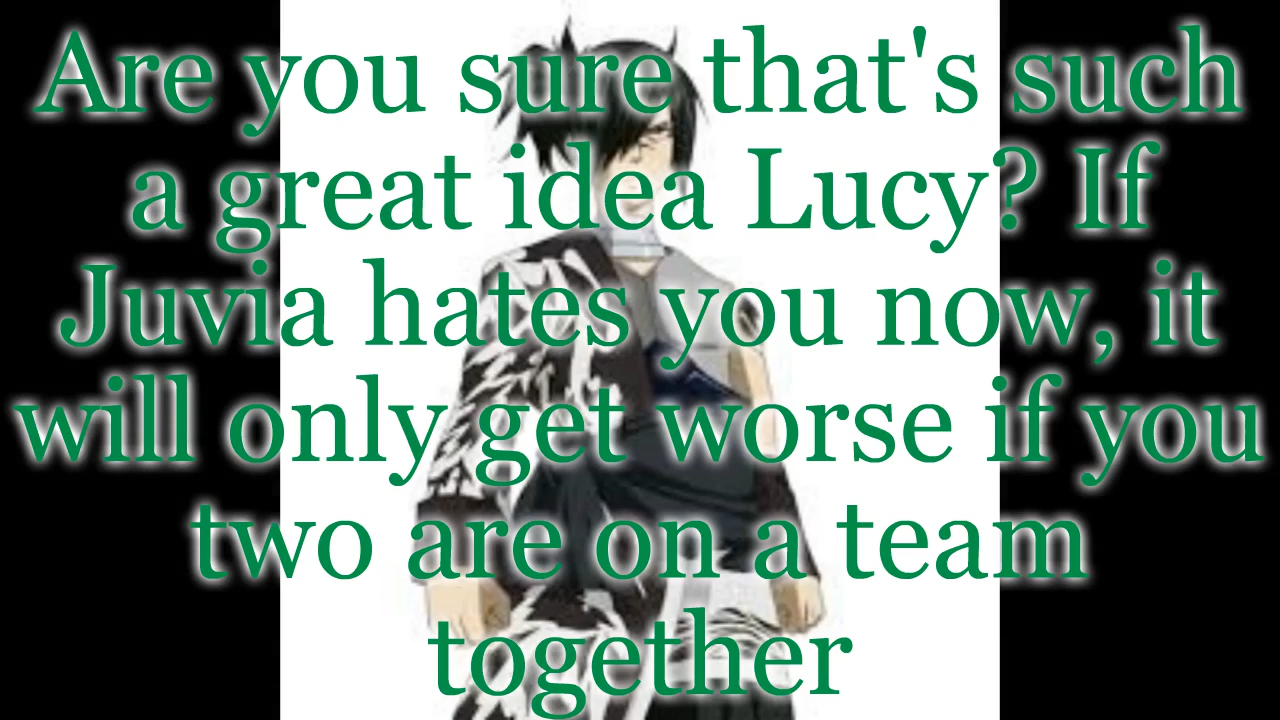 Are you sure that's such
a great idea Lucy? If
Juvia hates you now, it
will only get worse if you
two are on a team
together